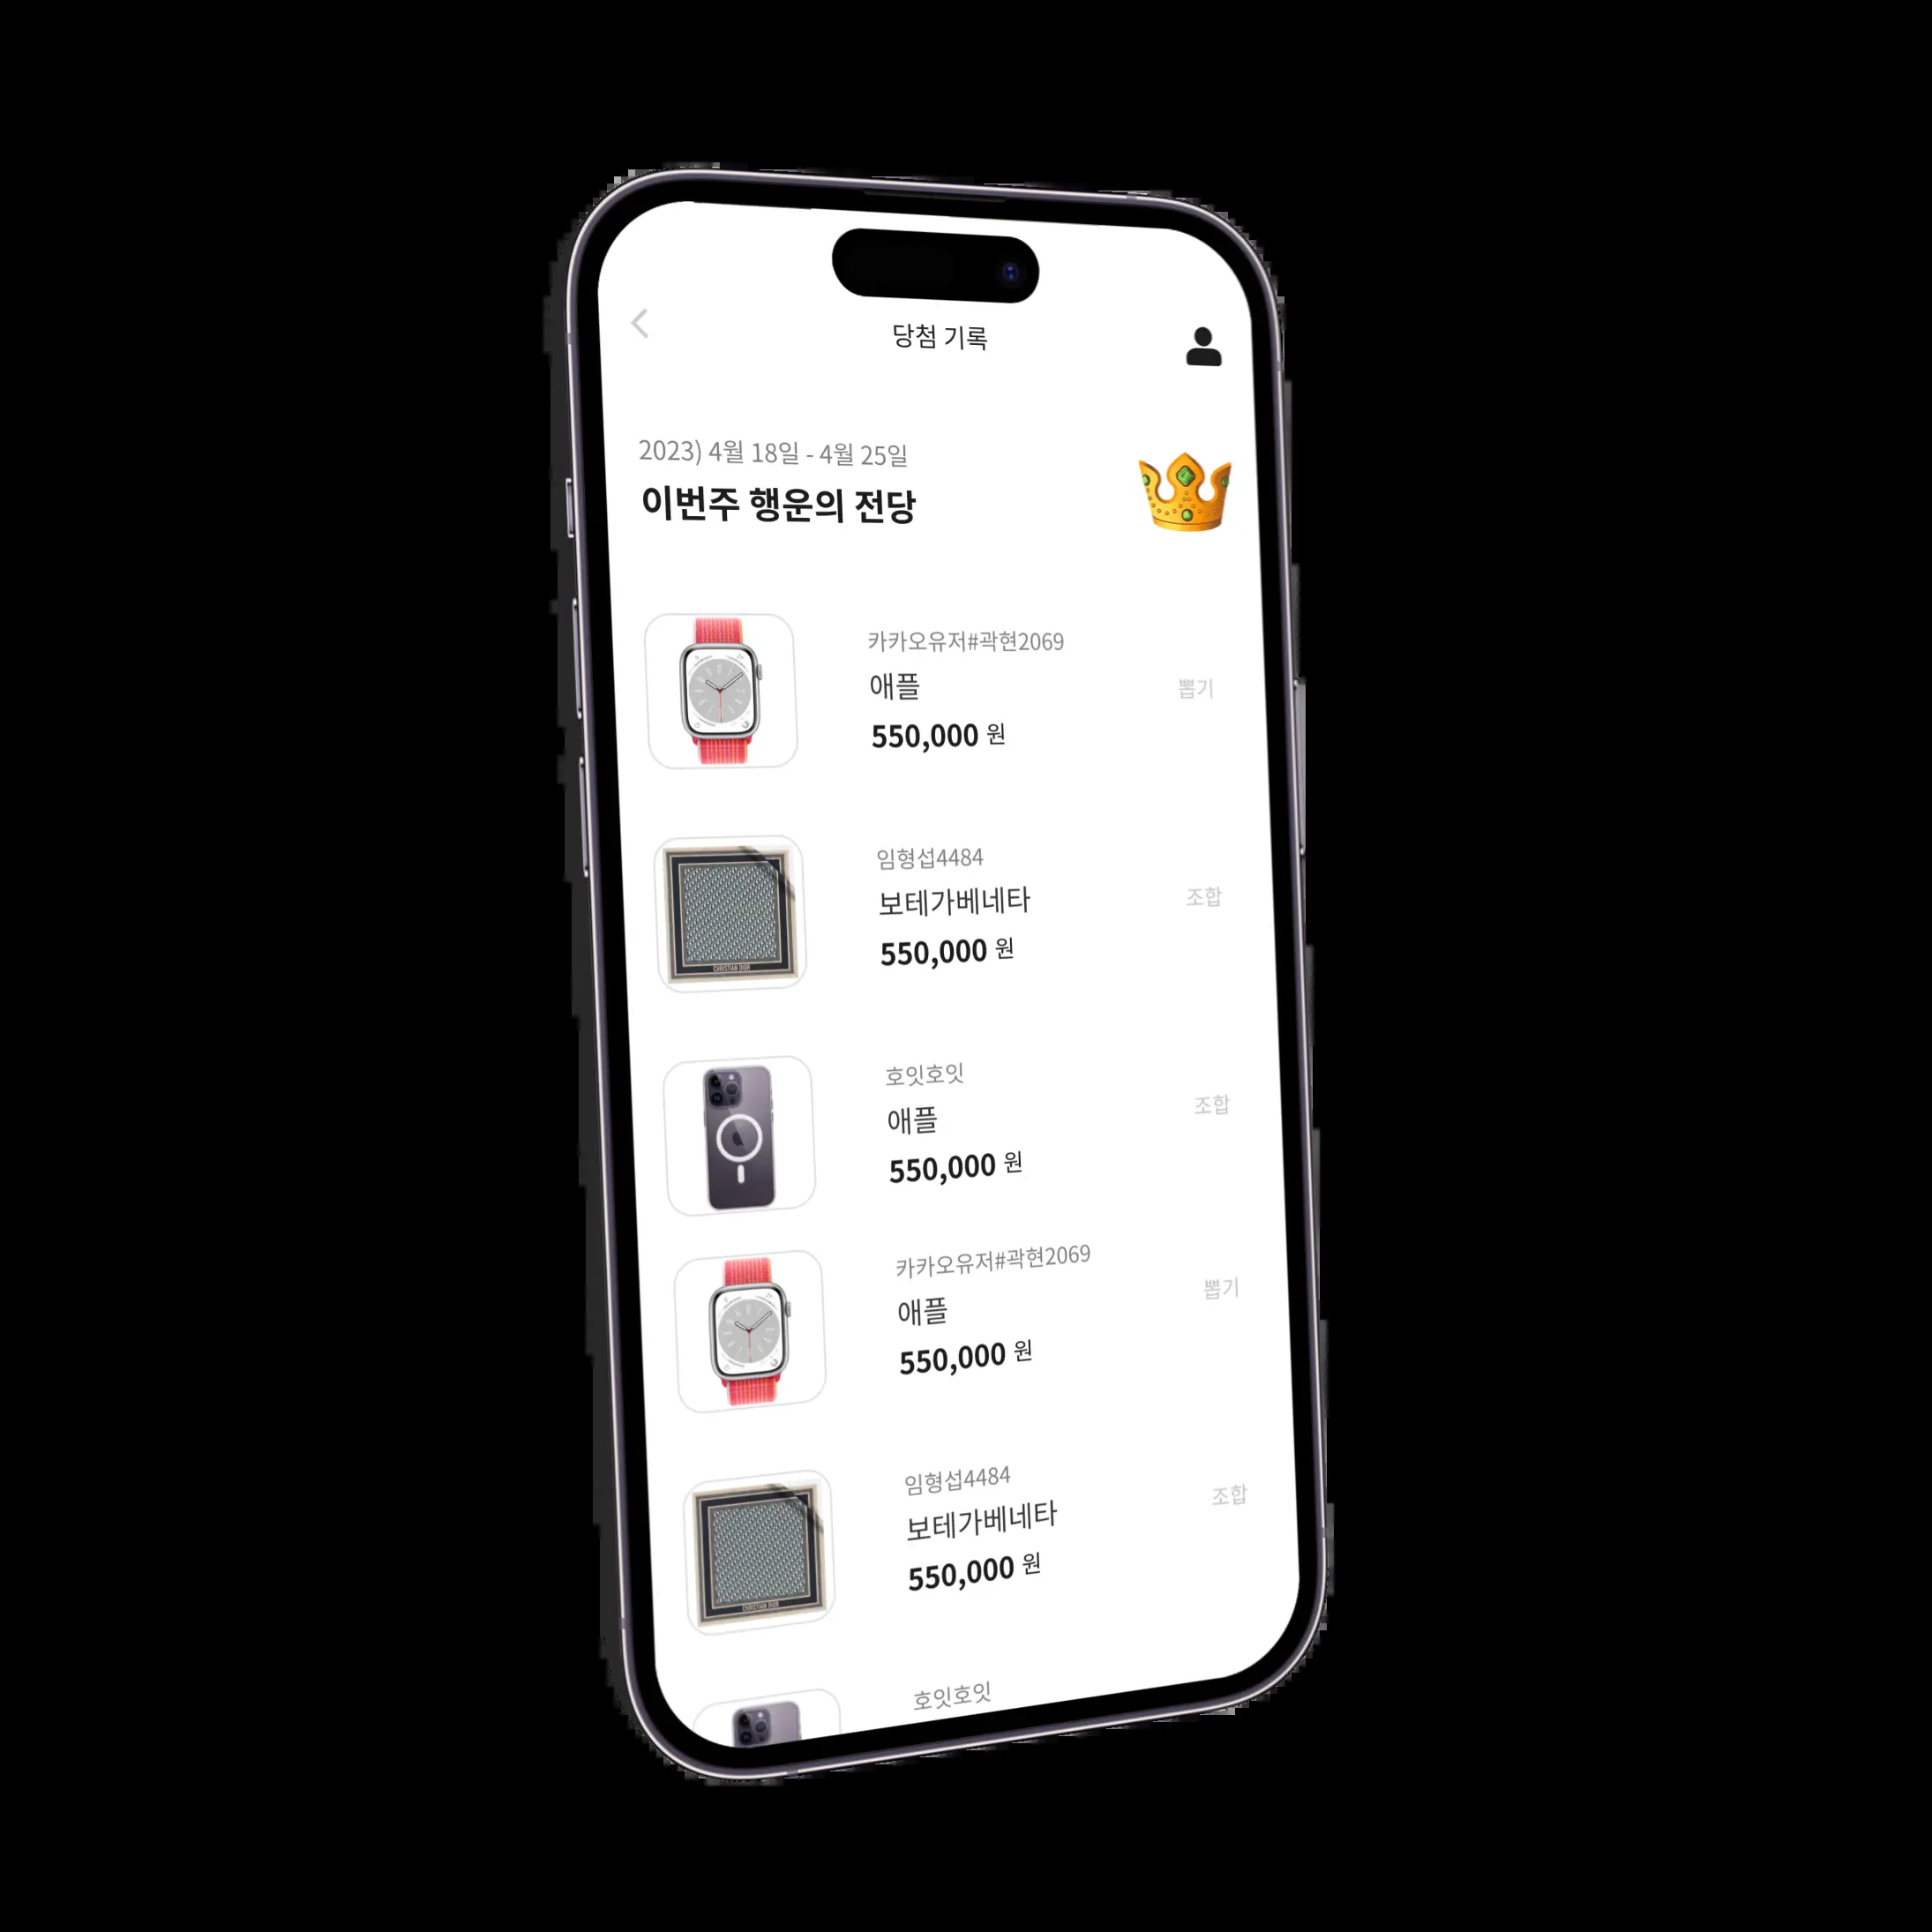 당첨 기록
2023) 4월 18일 - 4월 25일
이번주 행운의 전당
카카오유저#곽현2069
애플
뽑기
550,000 원
임형섭4484
보테가베네타
조합
550,000 원
CHRISTIAN DIOR
호잇호잇
애플
조합
550,000 원
카카오유저#곽현2069
애플
뽑기
550,000 원
임형섭4484
보테가베네타
조합
550,000 원
CHRISTIAN DIOR
호잇호잇